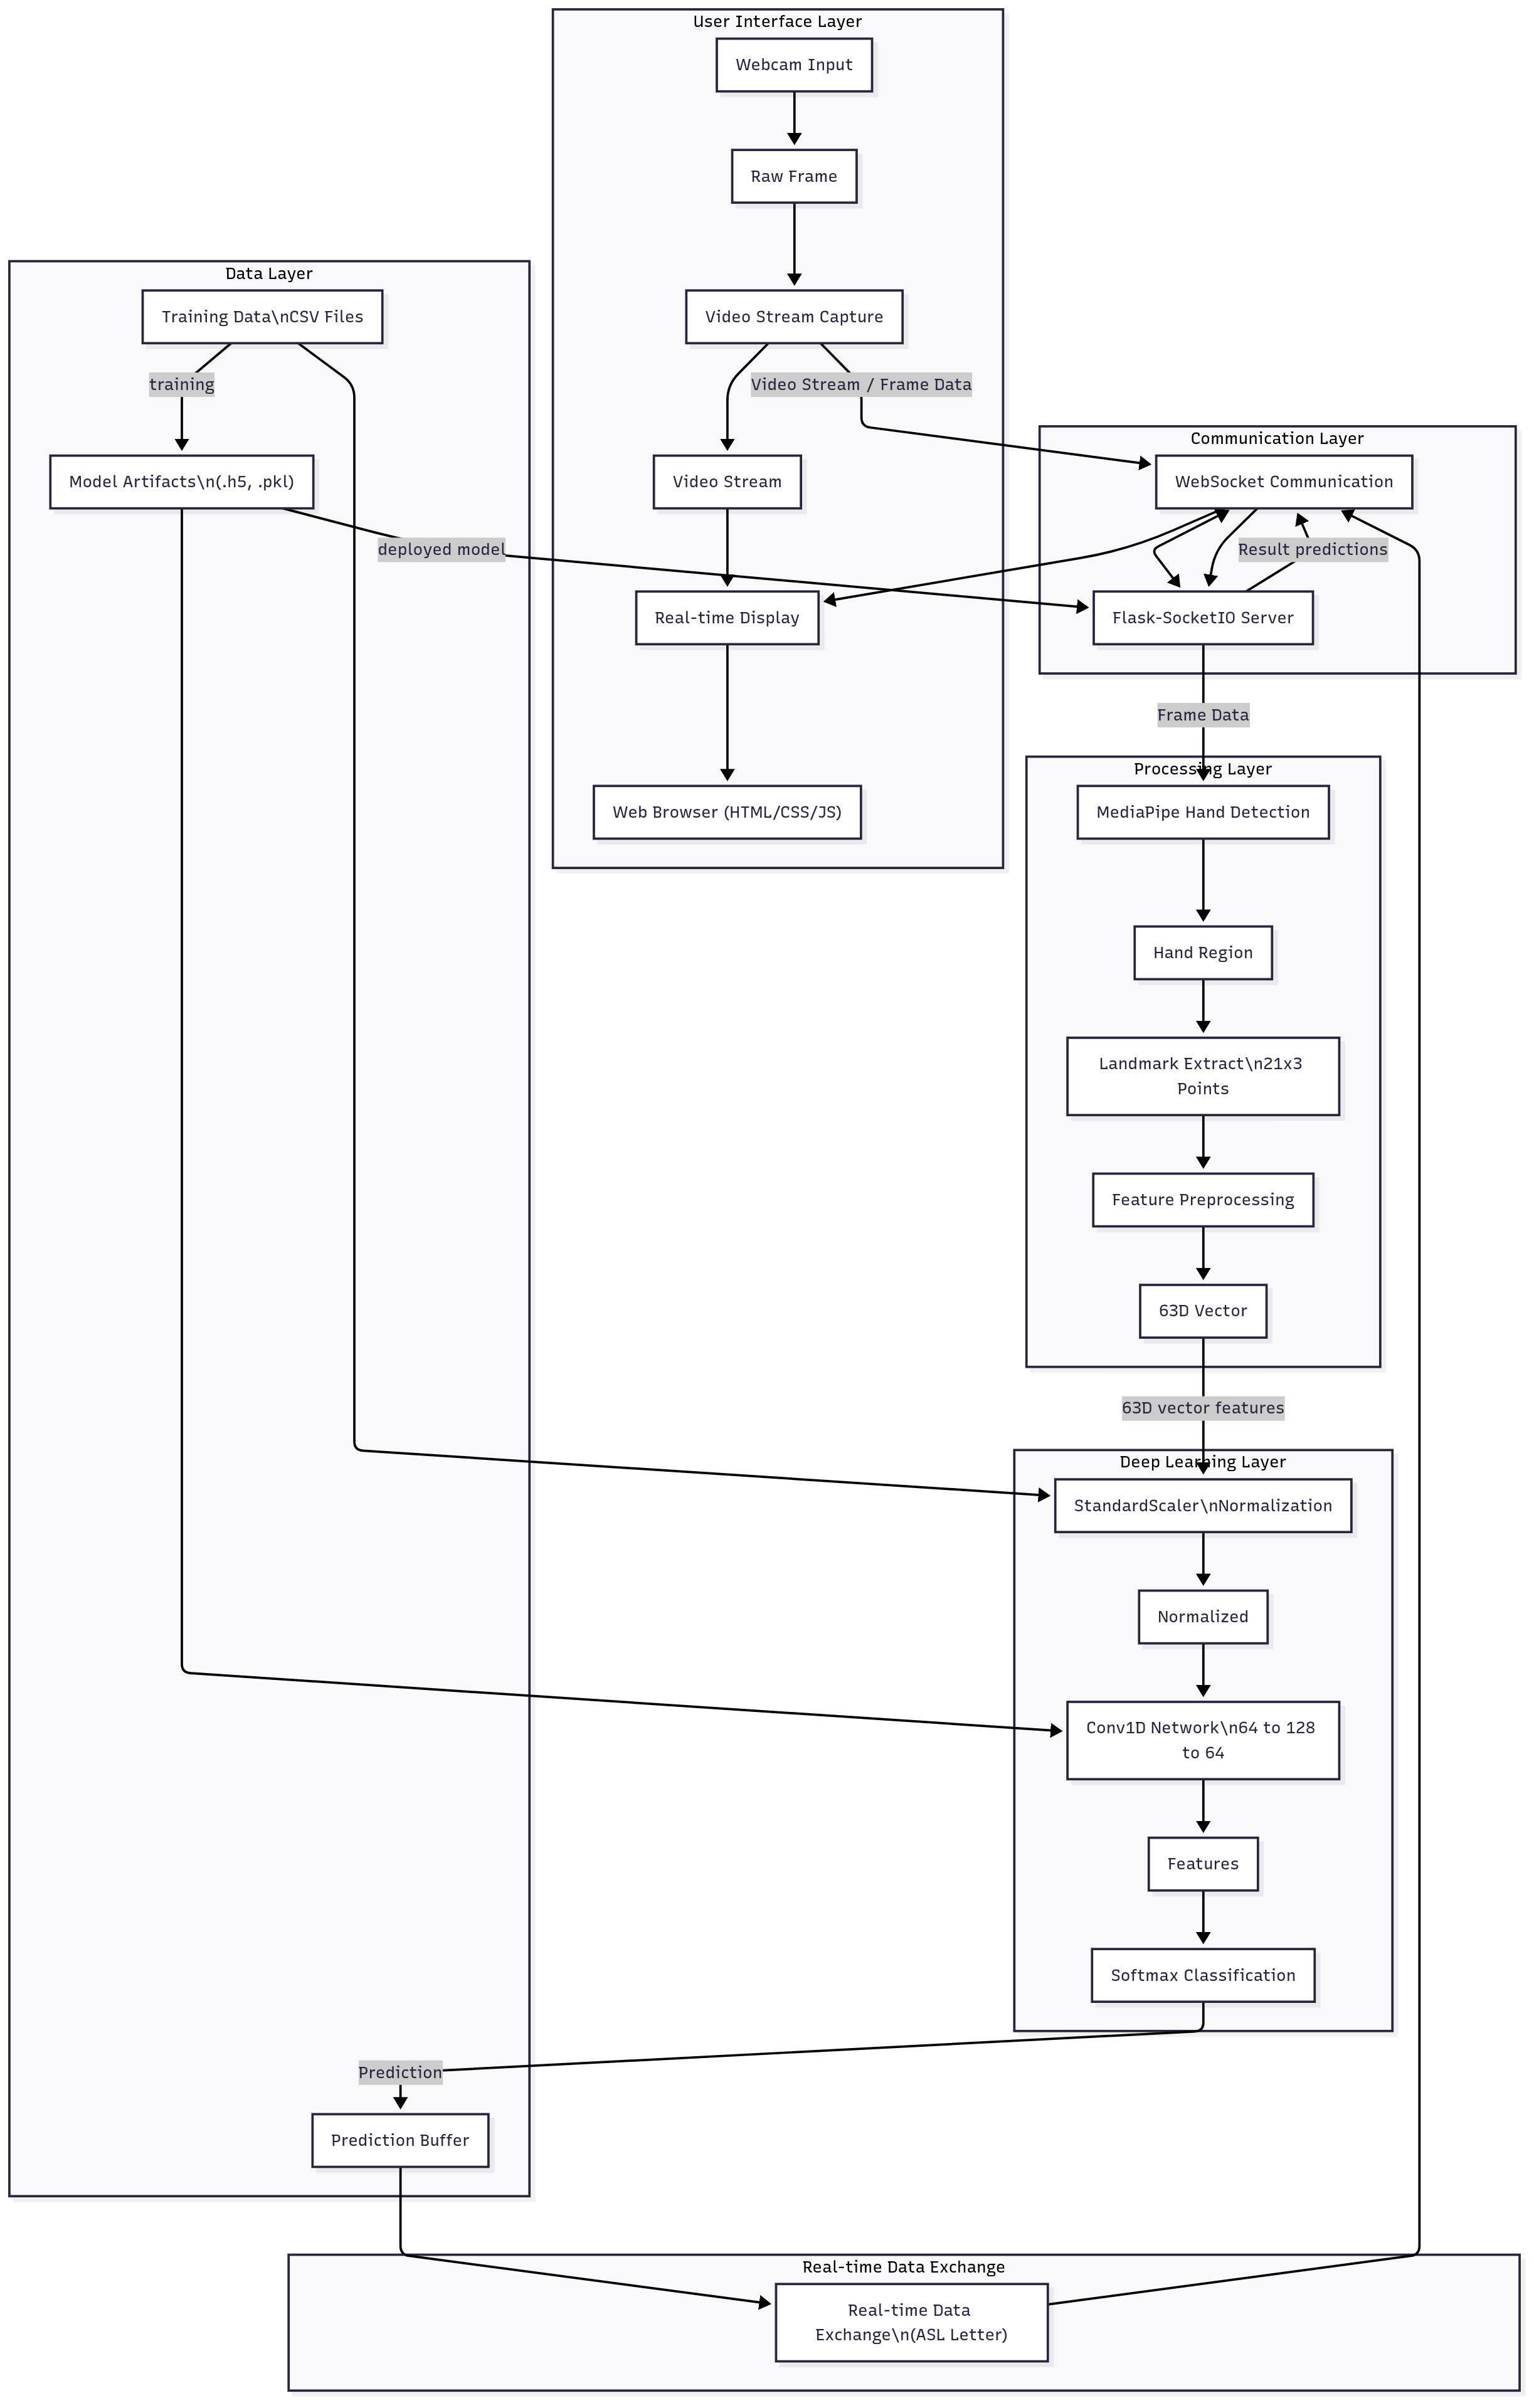 User Interface Layer
Webcam Input
Raw Frame
Data Layer
Training Data\nCSV Files
Video Stream Capture
training
Video Stream / Frame Data
Communication Layer
Model Artifacts\n(.h5, .pkl)
Video Stream
WebSocket Communication
deployed model
Result predictions
Real-time Display
Flask-SocketIO Server
Frame Data
Processing Layer
Web Browser (HTML/CSS/JS)
MediaPipe Hand Detection
Hand Region
Landmark Extract\n21x3
Points
Feature Preprocessing
63D Vector
63D vector features
Deep Learning Layer
StandardScaler\nNormalization
Normalized
Conv1D Network\n64 to 128
to 64
Features
Softmax Classification
Prediction
Prediction Buffer
Real-time Data Exchange
Real-time Data
Exchange\n(ASL Letter)